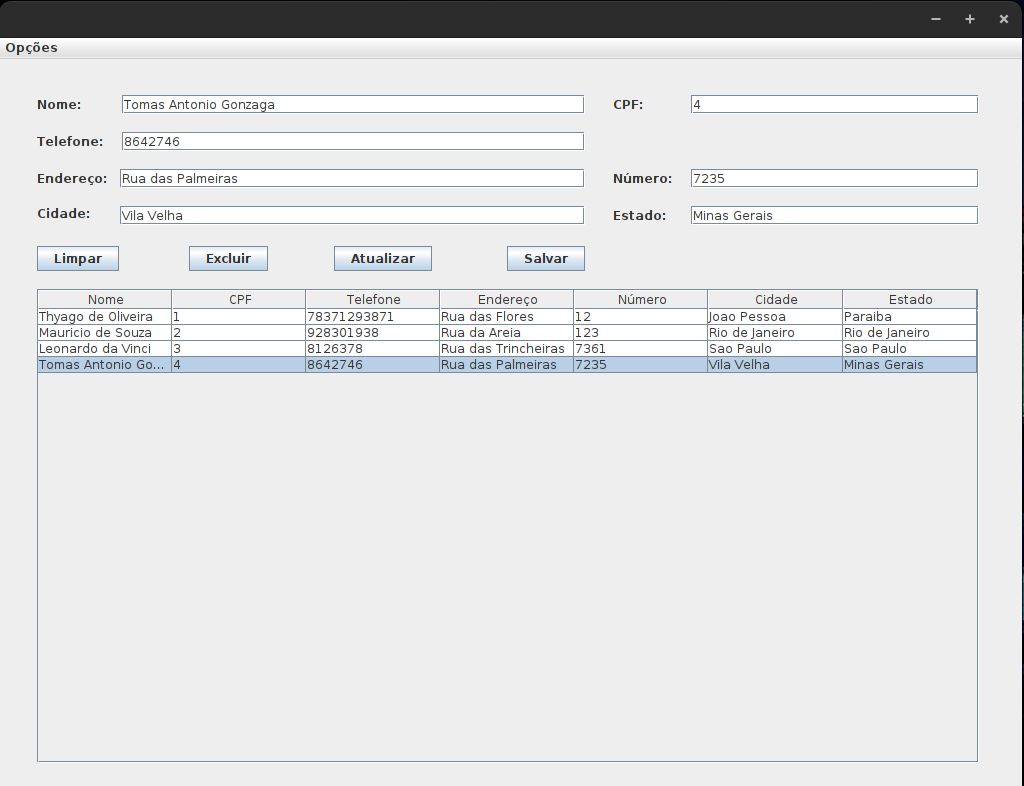 Opções
Nome: Tomas Antonio Gonzaga CPF: 4
Telefone: 8642746
Endereço: Rua das Palmeiras Número: 7235
Cidade: Vila Velha Estado: Minas Gerais
Limpar Excluir Atualizar Salvar
Nome CPF Telefone Endereço Número Cidade Estado
Thyago de Oliveira 1 78371293871 Rua das Flores 12 Joao Pessoa Paraiba
Mauricio de Souza 2 928301938 Rua da Areia 123 Rio de Janeiro Rio de Janeiro
Leonardo da Vinci 3 8126378 Rua das Trincheiras 7361 Sao Paulo Sao Paulo
Tomas Antonio Go... 4 8642746 Rua das Palmeiras 7235 Vila Velha Minas Gerais